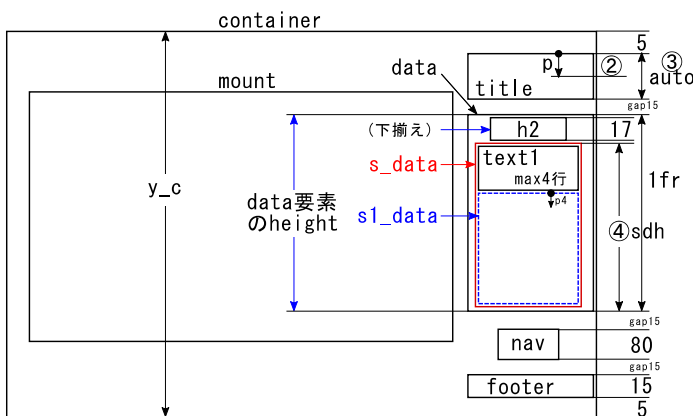 container
5
③
p
②
data
auto
title
mount
gap15
(下揃え)
h2
17
text1
s_data
max4行
1fr
y_c
data要素
のheight
p4
s1_data
④sdh
gap15
nav
80
gap15
footer
15
5